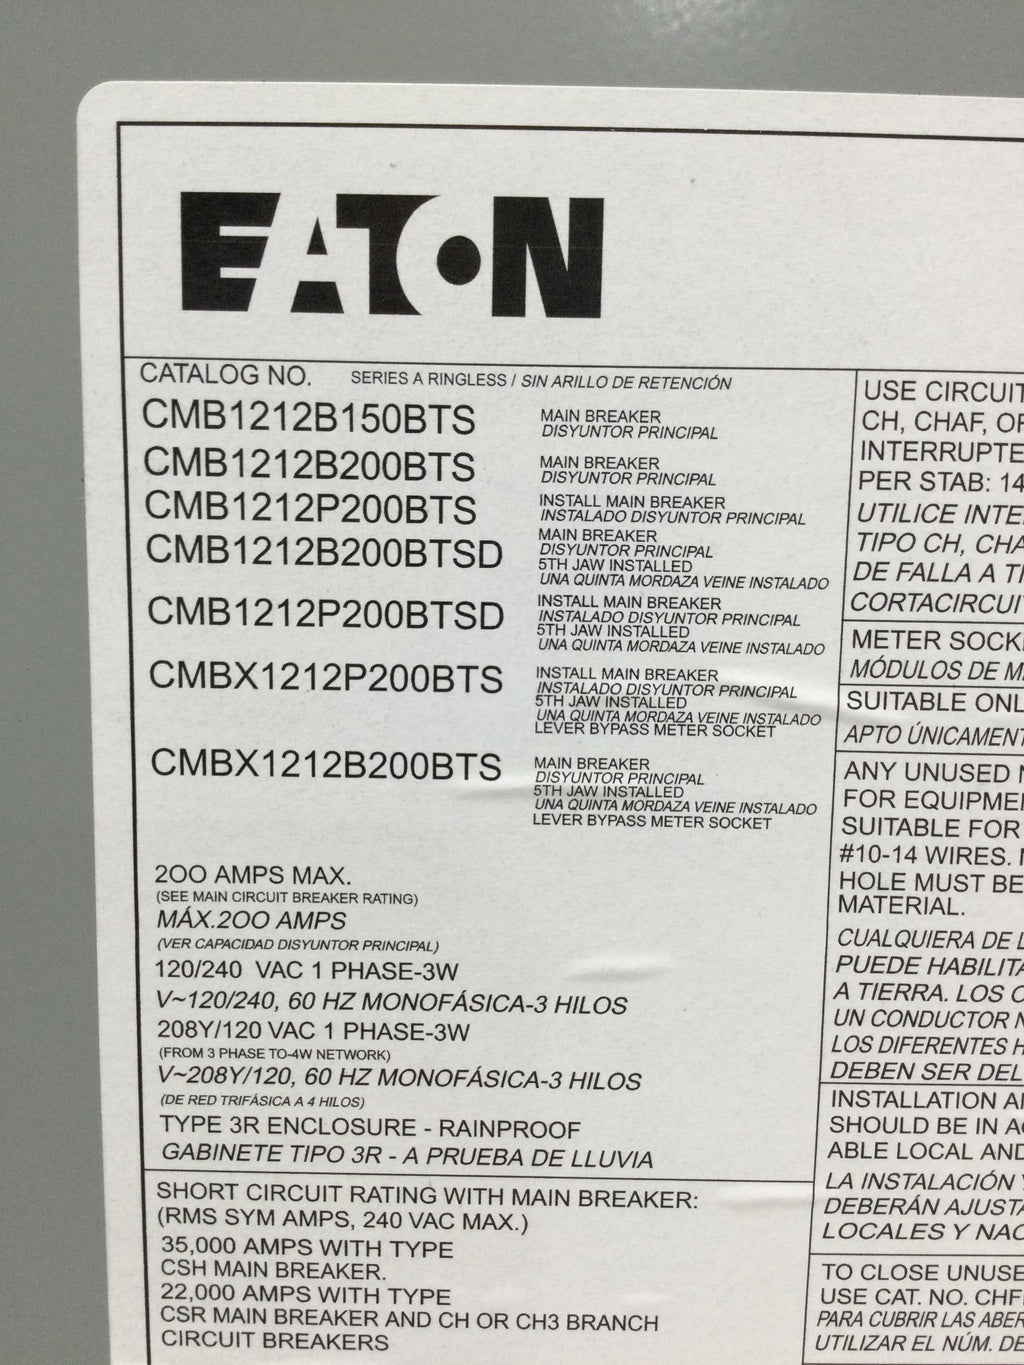 EATON
CATALOG NO. SERIES A RINGLESS / SIN ARILLO DE RETENCIÓN
CMB1212B150BTS MAIN BREAKER
DISYUNTOR PRINCIPAL
CMB1212B200BTS MAIN BREAKER
DISYUNTOR PRINCIPAL
CMB1212P200BTS INSTALL MAIN BREAKER
INSTALADO DISYUNTOR PRINCIPAL
CMB1212B200BTSD MAIN BREAKER
DISYUNTOR PRINCIPAL
5TH JAW INSTALLED
UNA QUINTA MORDAZA VEINE INSTALADO
CMB1212P200BTSD INSTALL MAIN BREAKER
INSTALADO DISYUNTOR PRINCIPAL
5TH JAW INSTALLED
UNA QUINTA MORDAZA VEINE INSTALADO
CMBX1212P200BTS INSTALL MAIN BREAKER
INSTALADO DISYUNTOR PRINCIPAL
5TH JAW INSTALLED
UNA QUINTA MORDAZA VEINE INSTALADO
LEVER BYPASS METER SOCKET
CMBX1212B200BTS MAIN BREAKER
DISYUNTOR PRINCIPAL
5TH JAW INSTALLED
UNA QUINTA MORDAZA VEINE INSTALADO
LEVER BYPASS METER SOCKET
200 AMPS MAX.
(SEE MAIN CIRCUIT BREAKER RATING)
MÁX.200 AMPS
(VER CAPACIDAD DISYUNTOR PRINCIPAL)
120/240 VAC 1 PHASE-3W
V~120/240, 60 HZ MONOFÁSICA-3 HILOS
208Y/120 VAC 1 PHASE-3W
(FROM 3 PHASE TO-4W NETWORK)
V~208Y/120, 60 HZ MONOFÁSICA-3 HILOS
(DE RED TRIFÁSICA A 4 HILOS)
TYPE 3R ENCLOSURE - RAINPROOF
GABINETE TIPO 3R - A PRUEBA DE LLUVIA
SHORT CIRCUIT RATING WITH MAIN BREAKER:
(RMS SYM AMPS, 240 VAC MAX.)
35,000 AMPS WITH TYPE
CSH MAIN BREAKER.
22,000 AMPS WITH TYPE
CSR MAIN BREAKER AND CH OR CH3 BRANCH
CIRCUIT BREAKERS
USE CIRCUIT
CH, CHAF, OR
INTERRUPTE
PER STAB: 14
UTILICE INTE
TIPO CH, CHA
DE FALLA A TI
CORTACIRCUIT
METER SOCK
MÓDULOS DE M
SUITABLE ONL
APTO ÚNICAMENT
ANY UNUSED
FOR EQUIPME
SUITABLE FOR
#10-14 WIRES.
HOLE MUST BE
MATERIAL.
CUALQUIERA DE L
PUEDE HABILITA
A TIERRA. LOS
UN CONDUCTOR
LOS DIFERENTES
DEBEN SER DEL
INSTALLATION
SHOULD BE IN
ABLE LOCAL AND
LA INSTALACIÓN
DEBERÁN AJUSTA
LOCALES Y NAC
TO CLOSE UNUSE
USE CAT. NO. CHF
PARA CUBRIR LAS ABER
UTILIZAR EL NÚM. DE